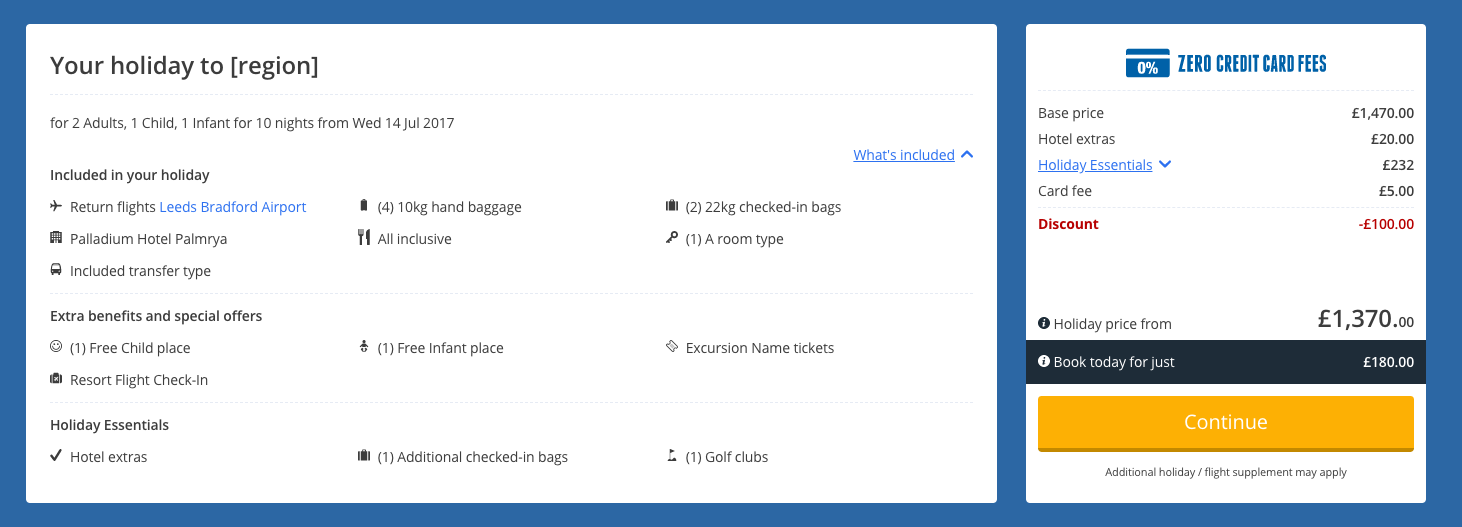 Your holiday to [region]
for 2 Adults, 1 Child, 1 Infant for 10 nights from Wed 14 Jul 2017
What's included
Included in your holiday
Return flights Leeds Bradford Airport
(4) 10kg hand baggage
(2) 22kg checked-in bags
Palladium Hotel Palmrya
All inclusive
(1) A room type
Included transfer type
Extra benefits and special offers
(1) Free Child place
(1) Free Infant place
Excursion Name tickets
Resort Flight Check-In
Holiday Essentials
Hotel extras
(1) Additional checked-in bags
(1) Golf clubs
0% ZERO CREDIT CARD FEES
Base price £1,470.00
Hotel extras £20.00
Holiday Essentials £232
Card fee £5.00
Discount -£100.00
Holiday price from £1,370.00
Book today for just £180.00
Continue
Additional holiday / flight supplement may apply